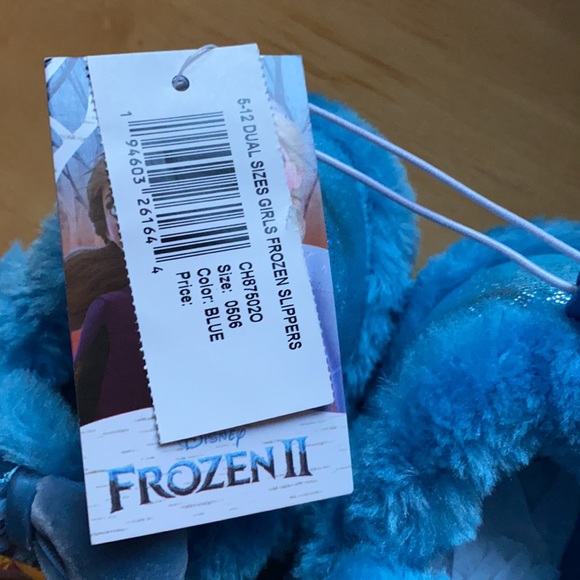 5-12 DUAL SIZES GIRLS FROZEN SLIPPERS
CH87502O
Size: 0506
Color: BLUE
Price:
1 94603 26164 4
Disney
FROZEN II